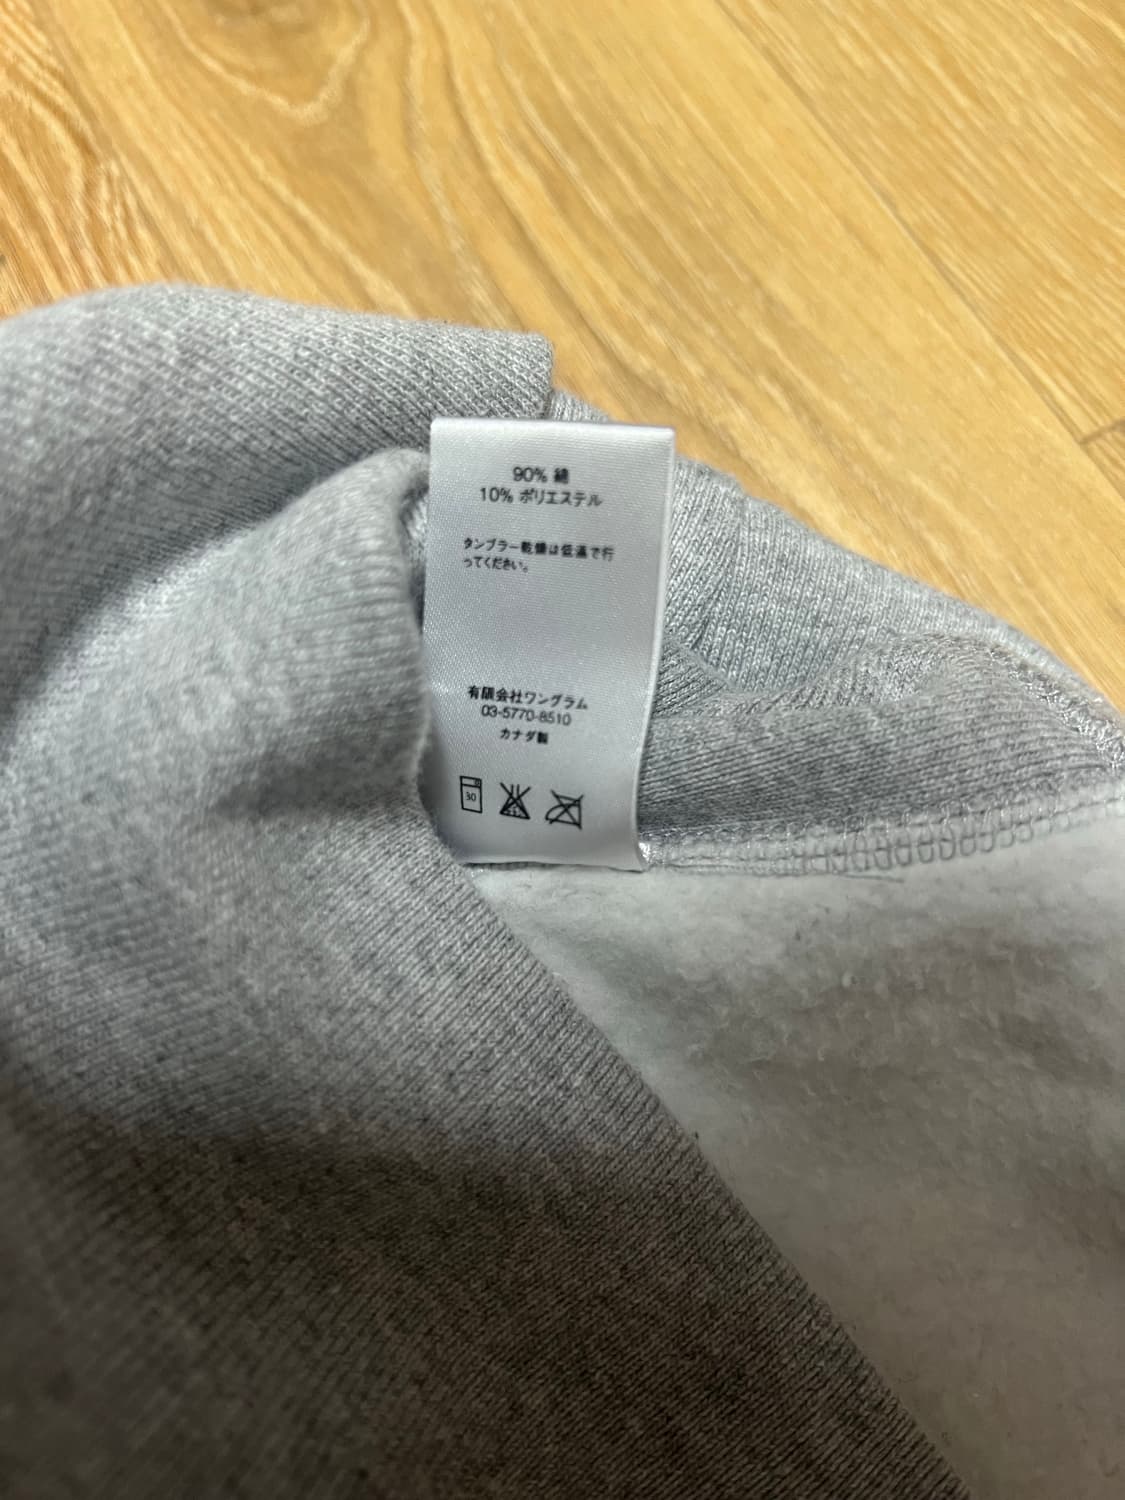 90% 綿
10% ポリエステル
タンブラー乾燥は低温で行
ってください。
有限会社ワングラム
03-5770-8510
カナダ製
30